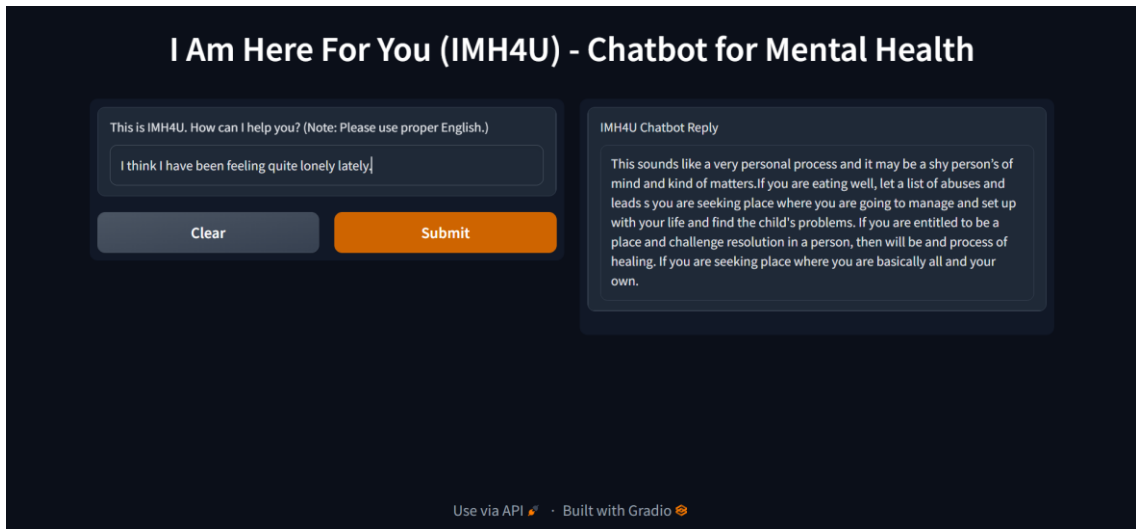 I Am Here For You (IMH4U) - Chatbot for Mental Health
This is IMH4U. How can I help you? (Note: Please use proper English.)
I think I have been feeling quite lonely lately.
Clear
Submit
IMH4U Chatbot Reply
This sounds like a very personal process and it may be a shy person's of
mind and kind of matters.If you are eating well, let a list of abuses and
leads s you are seeking place where you are going to manage and set up
with your life and find the child's problems. If you are entitled to be a
place and challenge resolution in a person, then will be and process of
healing. If you are seeking place where you are basically all and your
own.
Use via API · Built with Gradio